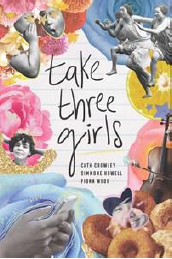 take
three
girls
CATH CROWLEY
SIMMONE HOWELL
FIONA WOOD